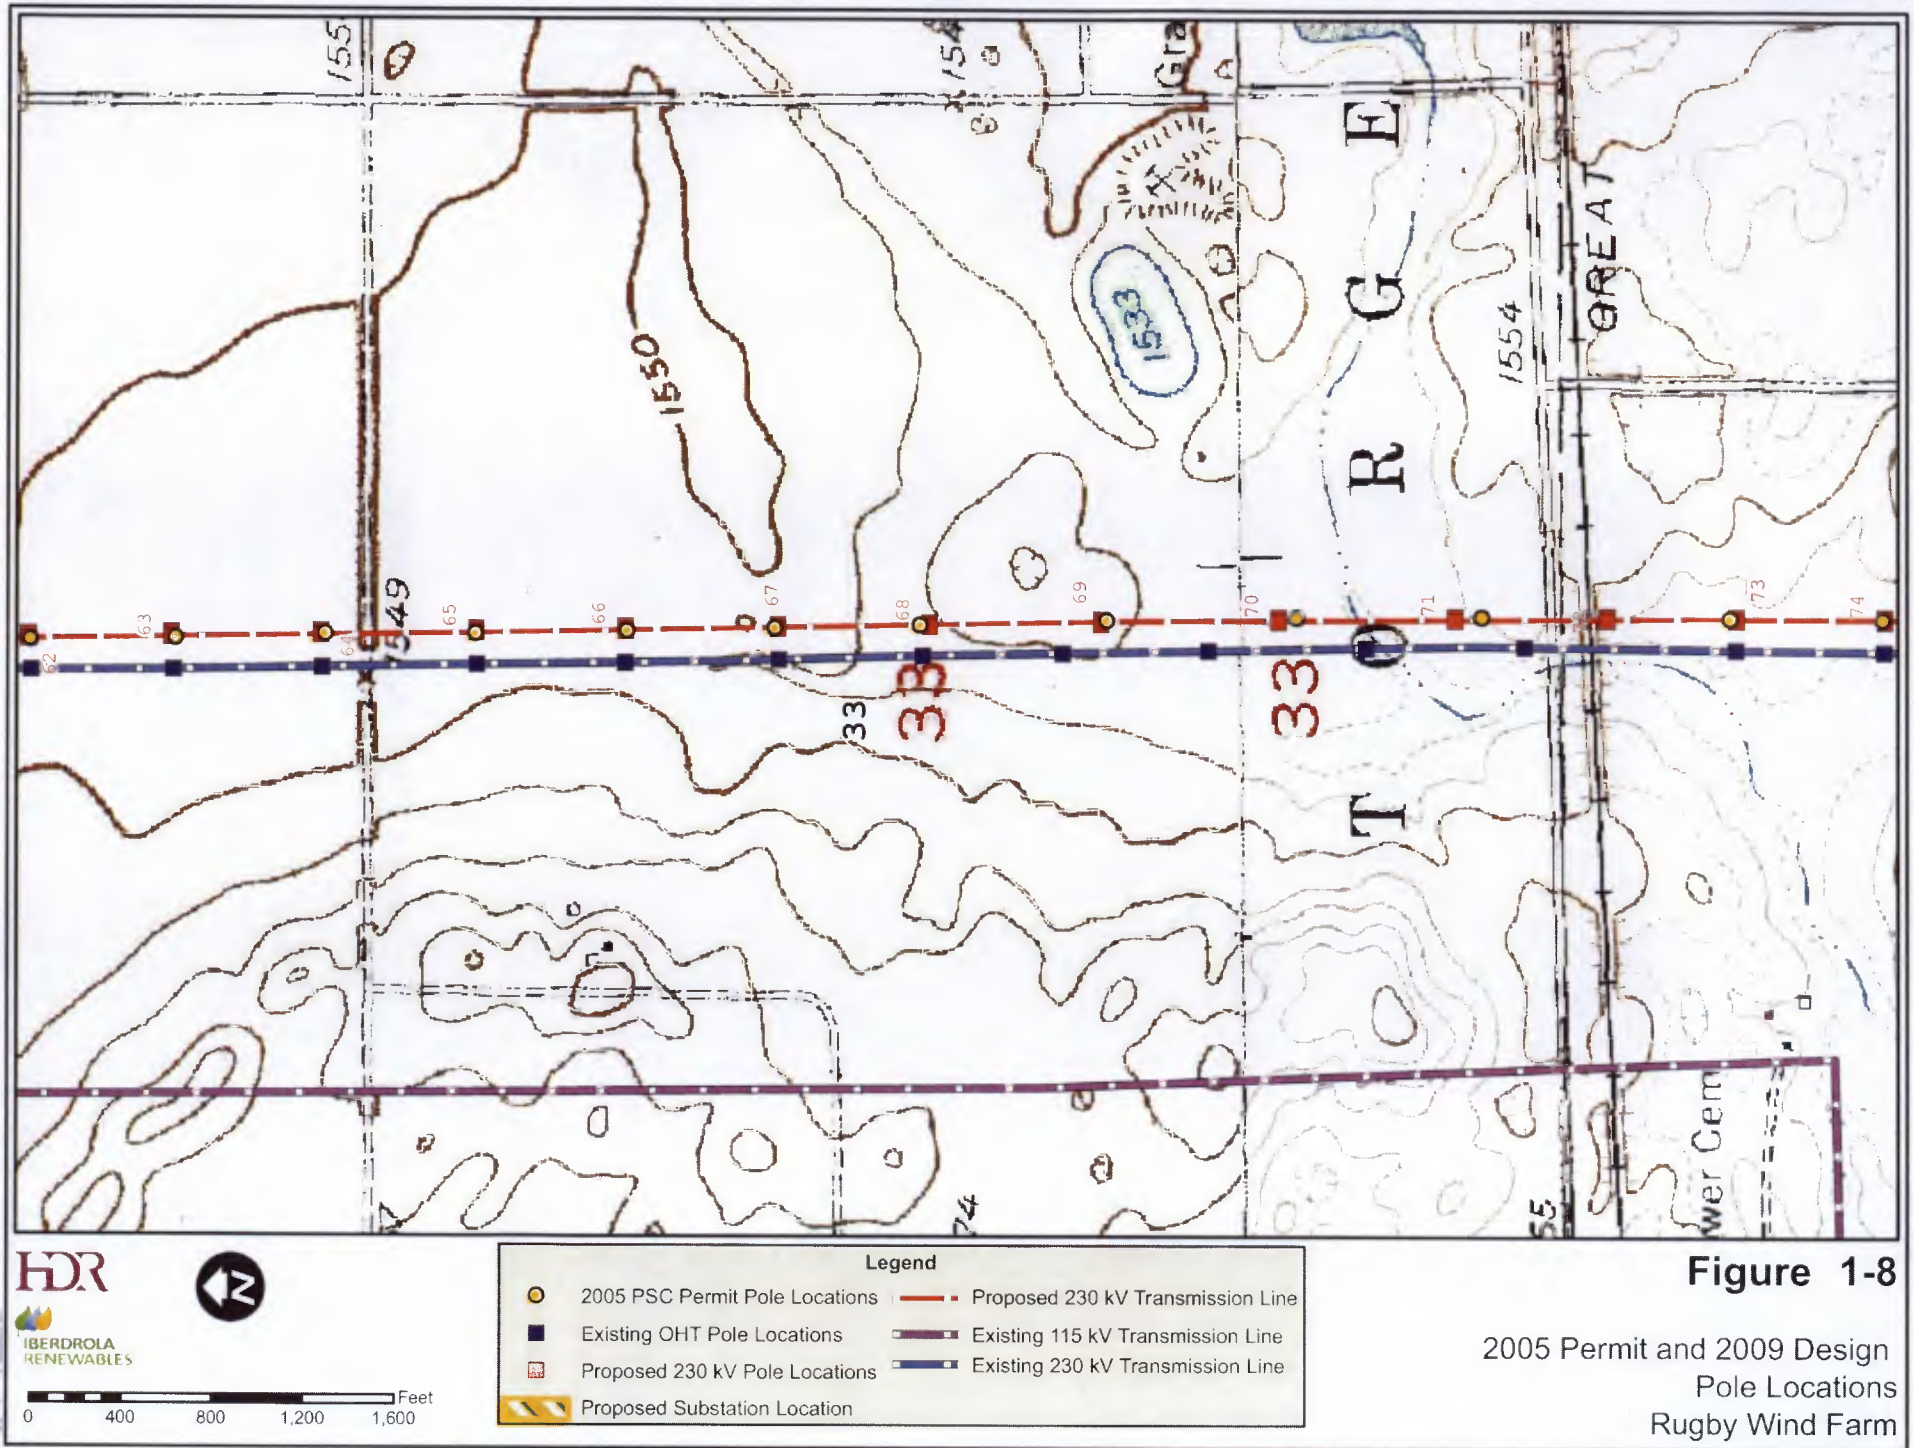 155
154
Gra
E
GREAT
1533
G
1554
1550
R
1549
62
63
64
65
66
67
68
69
70
71
73
74
O
33
33
33
T
74
55
wer Cem
HDR
N
IBERDROLA
RENEWABLES
Feet
0 400 800 1,200 1,600
Legend
2005 PSC Permit Pole Locations
Existing OHT Pole Locations
Proposed 230 kV Pole Locations
Proposed Substation Location
Proposed 230 kV Transmission Line
Existing 115 kV Transmission Line
Existing 230 kV Transmission Line
Figure 1-8
2005 Permit and 2009 Design
Pole Locations
Rugby Wind Farm